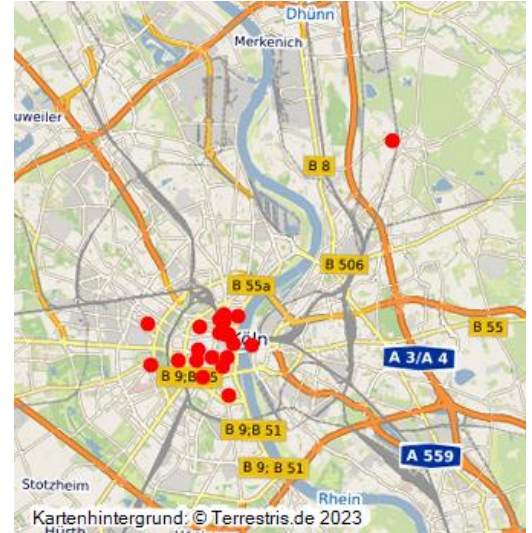 Dhünn
Merkenich
uweiler
B 8
B 506
B 55a
B 55
Köln
A 3/A 4
B 9;B 55
B 9;B 51
A 559
B 9; B 51
Stotzheim
Rhein
Kartenhintergrund: © Terrestris.de 2023
Hürth